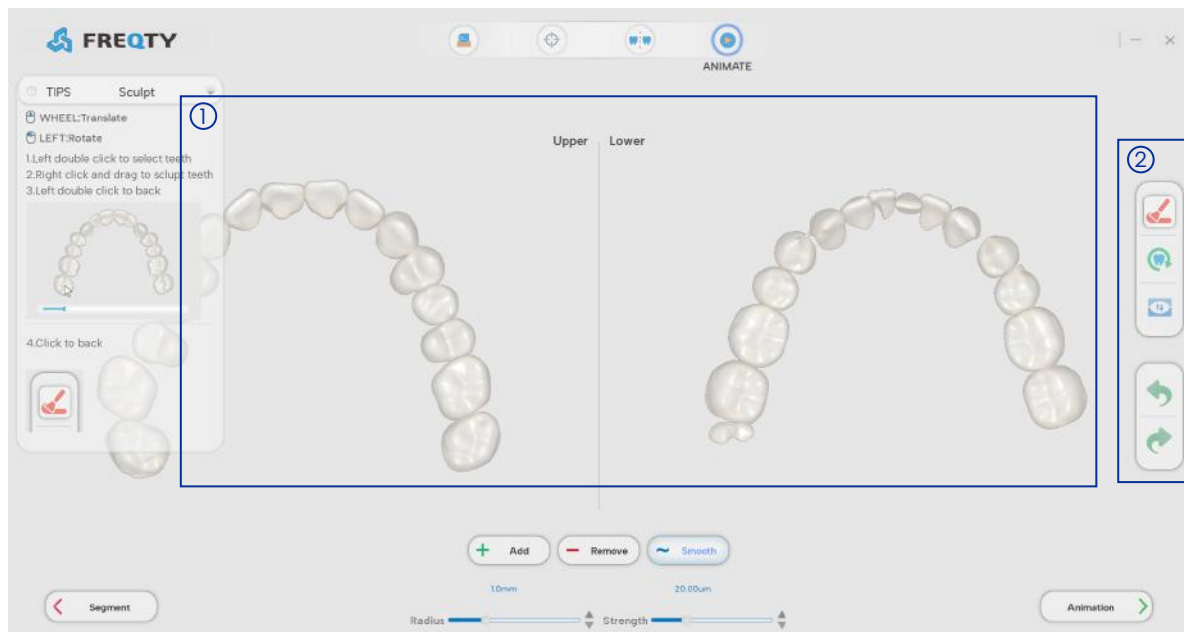 FREQTY
ANIMATE
TIPS Sculpt
①
WHEEL:Translate
LEFT:Rotate
1.Left double click to select teeth
2.Right click and drag to sclupt teeth
3.Left double click to back
Upper Lower
②
4.Click to back
Add Remove Smooth
1.0mm 20.00um
Radius Strength
Segment Animation